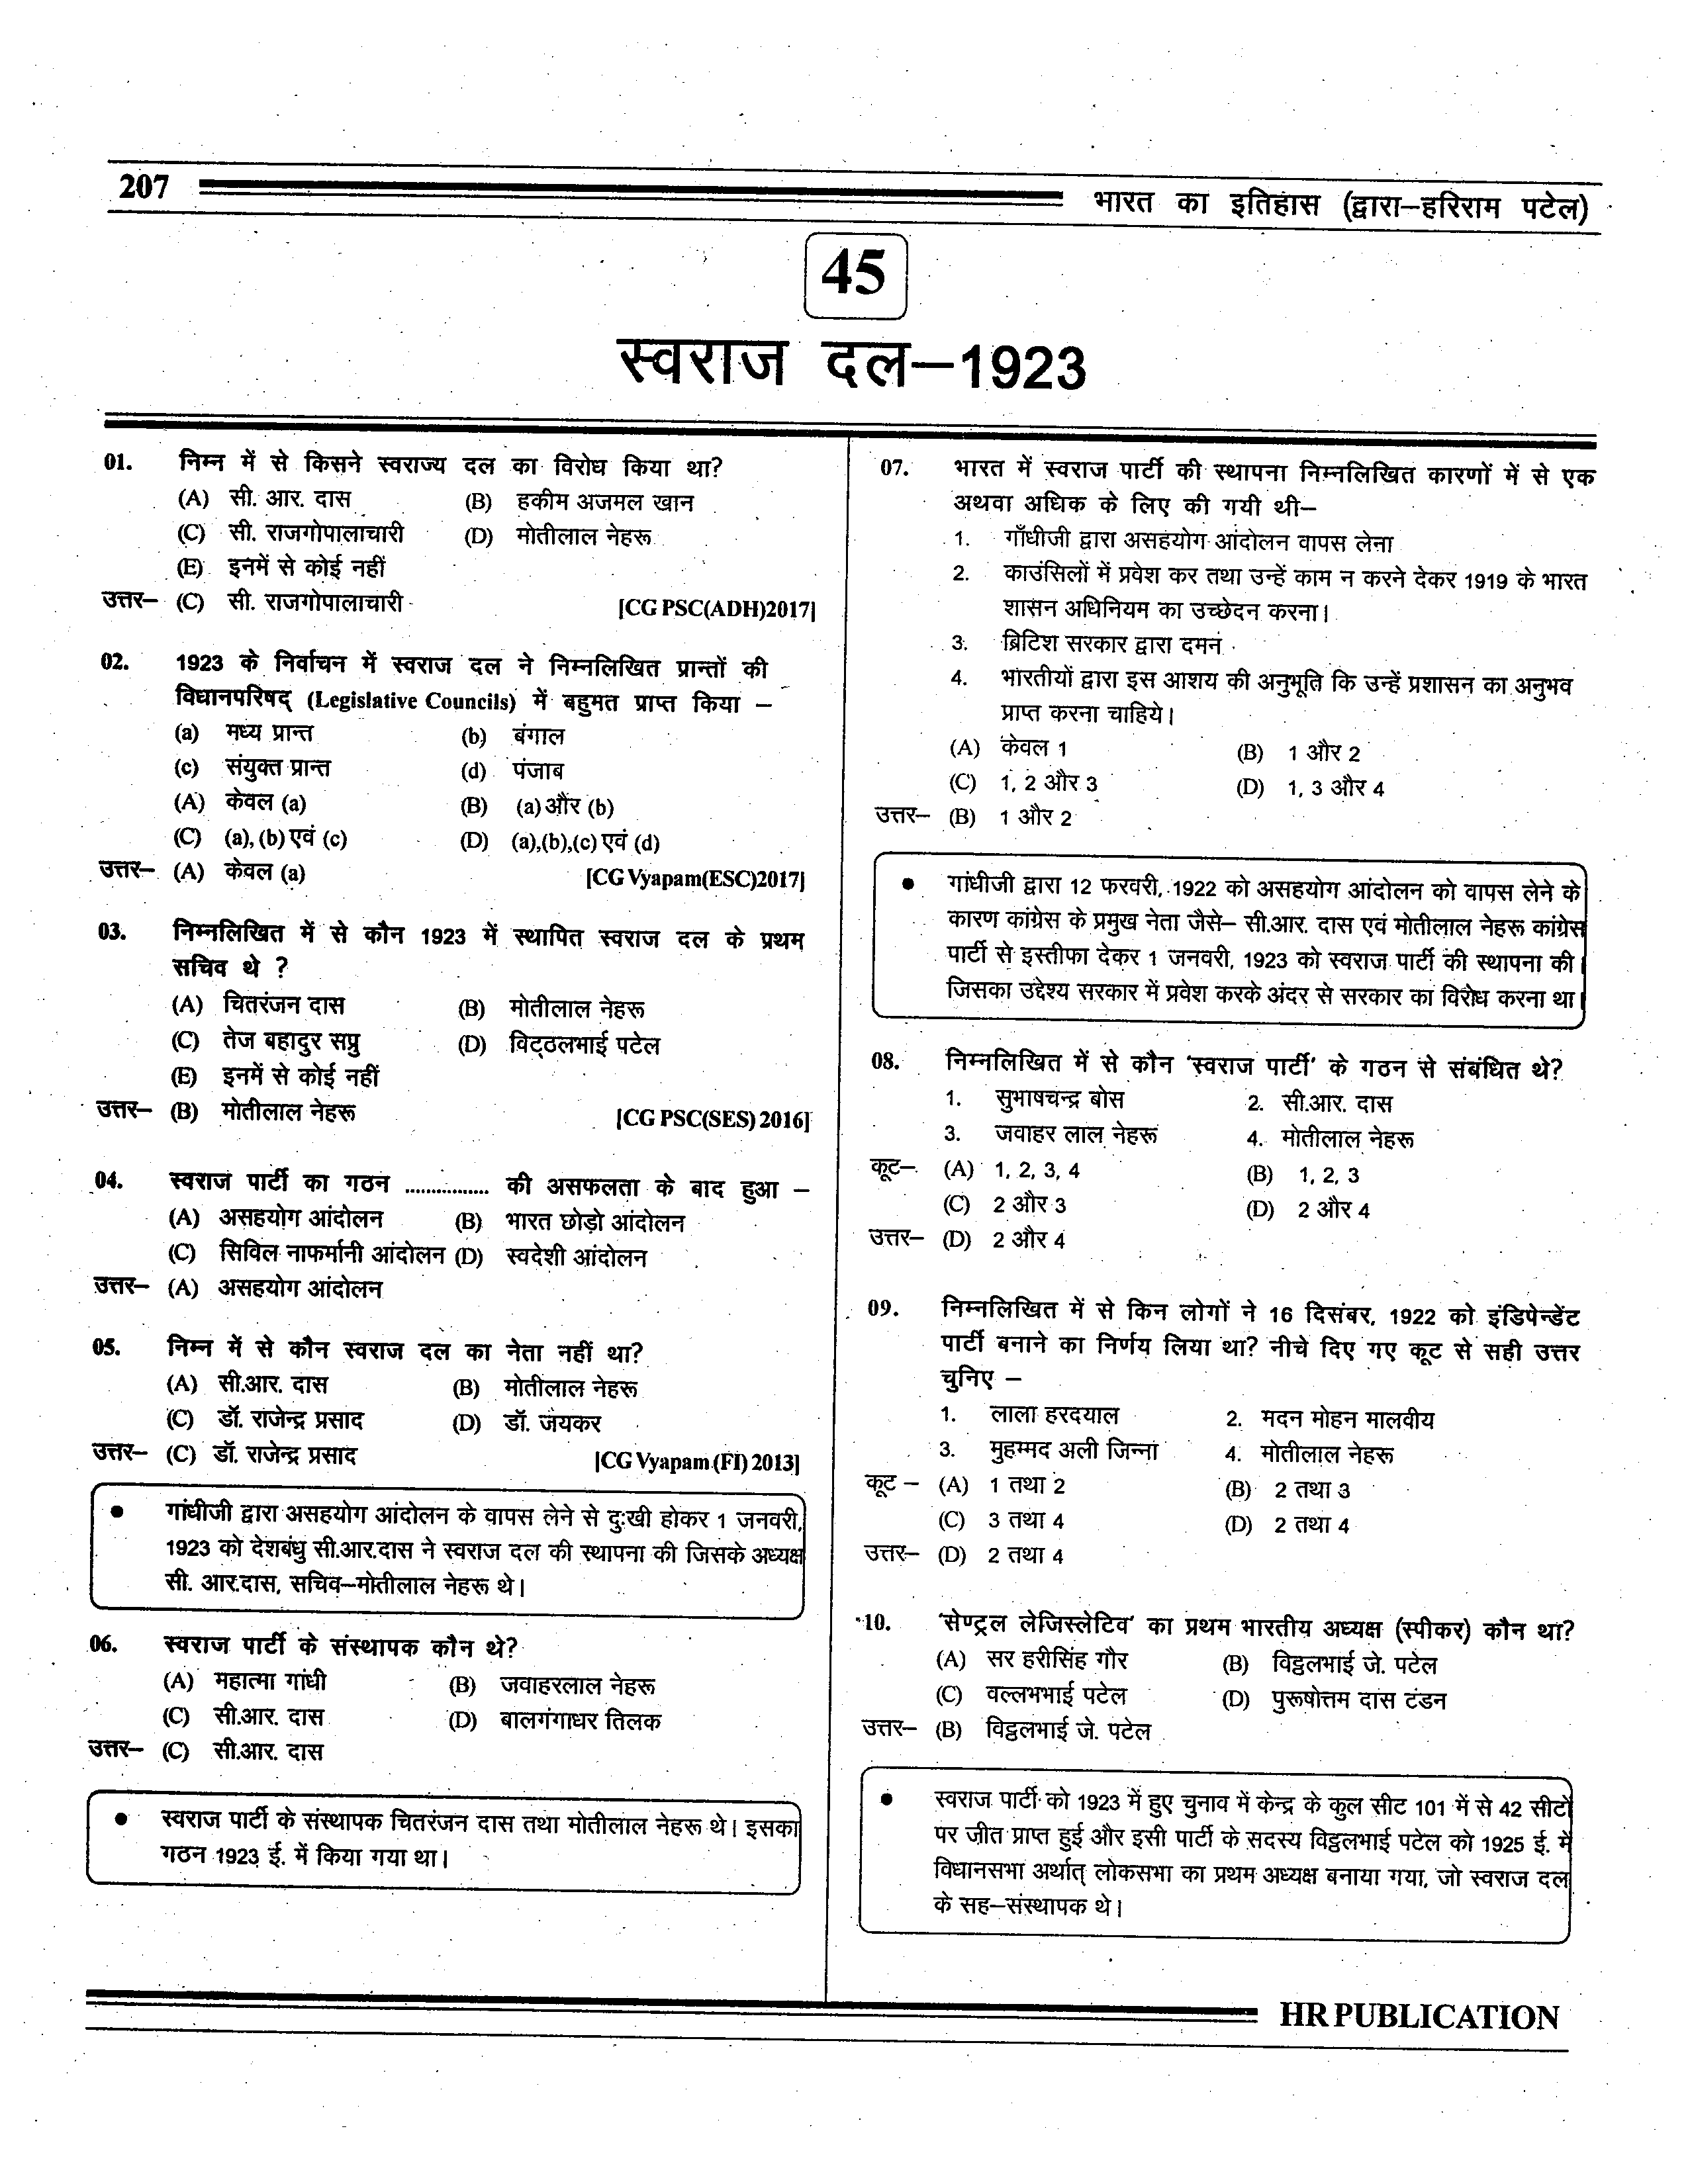 207
भारत का इतिहास (द्वारा–हरिराम पटेल)
45
स्वराज दल–1923
01. निम्न में से किसने स्वराज्य दल का विरोध किया था?
(A) सी. आर. दास (B) हकीम अजमल खान
(C) सी. राजगोपालाचारी (D) मोतीलाल नेहरू
(E) इनमें से कोई नहीं
उत्तर– (C) सी. राजगोपालाचारी [CG PSC(ADH)2017]
02. 1923 के निर्वाचन में स्वराज दल ने निम्नलिखित प्रान्तों की
विधानपरिषद् (Legislative Councils) में बहुमत प्राप्त किया –
(a) मध्य प्रान्त (b) बंगाल
(c) संयुक्त प्रान्त (d) पंजाब
(A) केवल (a) (B) (a) और (b)
(C) (a), (b) एवं (c) (D) (a),(b),(c) एवं (d)
उत्तर– (A) केवल (a) [CG Vyapam(ESC)2017]
03. निम्नलिखित में से कौन 1923 में स्थापित स्वराज दल के प्रथम
सचिव थे ?
(A) चितरंजन दास (B) मोतीलाल नेहरू
(C) तेज बहादुर सप्रु (D) विट्ठलभाई पटेल
(E) इनमें से कोई नहीं
उत्तर– (B) मोतीलाल नेहरू [CG PSC(SES) 2016]
04. स्वराज पार्टी का गठन ................ की असफलता के बाद हुआ –
(A) असहयोग आंदोलन (B) भारत छोड़ो आंदोलन
(C) सिविल नाफर्मानी आंदोलन (D) स्वदेशी आंदोलन
उत्तर– (A) असहयोग आंदोलन
05. निम्न में से कौन स्वराज दल का नेता नहीं था?
(A) सी.आर. दास (B) मोतीलाल नेहरू
(C) डॉ. राजेन्द्र प्रसाद (D) डॉ. जयकर
उत्तर– (C) डॉ. राजेन्द्र प्रसाद [CG Vyapam (FI) 2013]
● गांधीजी द्वारा असहयोग आंदोलन के वापस लेने से दुःखी होकर 1 जनवरी,
1923 को देशबंधु सी.आर.दास ने स्वराज दल की स्थापना की जिसके अध्यक्ष
सी. आर.दास, सचिव–मोतीलाल नेहरू थे।
06. स्वराज पार्टी के संस्थापक कौन थे?
(A) महात्मा गांधी (B) जवाहरलाल नेहरू
(C) सी.आर. दास (D) बालगंगाधर तिलक
उत्तर– (C) सी.आर. दास
● स्वराज पार्टी के संस्थापक चितरंजन दास तथा मोतीलाल नेहरू थे। इसका
गठन 1923 ई. में किया गया था।
07. भारत में स्वराज पार्टी की स्थापना निम्नलिखित कारणों में से एक
अथवा अधिक के लिए की गयी थी–
1. गाँधीजी द्वारा असहयोग आंदोलन वापस लेना
2. काउंसिलों में प्रवेश कर तथा उन्हें काम न करने देकर 1919 के भारत
शासन अधिनियम का उच्छेदन करना।
3. ब्रिटिश सरकार द्वारा दमन
4. भारतीयों द्वारा इस आशय की अनुभूति कि उन्हें प्रशासन का अनुभव
प्राप्त करना चाहिये।
(A) केवल 1 (B) 1 और 2
(C) 1, 2 और 3 (D) 1, 3 और 4
उत्तर– (B) 1 और 2
● गांधीजी द्वारा 12 फरवरी, 1922 को असहयोग आंदोलन को वापस लेने के
कारण कांग्रेस के प्रमुख नेता जैसे– सी.आर. दास एवं मोतीलाल नेहरू कांग्रेस
पार्टी से इस्तीफा देकर 1 जनवरी, 1923 को स्वराज पार्टी की स्थापना की।
जिसका उद्देश्य सरकार में प्रवेश करके अंदर से सरकार का विरोध करना था।
08. निम्नलिखित में से कौन 'स्वराज पार्टी' के गठन से संबंधित थे?
1. सुभाषचन्द्र बोस 2. सी.आर. दास
3. जवाहर लाल नेहरू 4. मोतीलाल नेहरू
कूट– (A) 1, 2, 3, 4 (B) 1, 2, 3
(C) 2 और 3 (D) 2 और 4
उत्तर– (D) 2 और 4
09. निम्नलिखित में से किन लोगों ने 16 दिसंबर, 1922 को इंडिपेन्डेंट
पार्टी बनाने का निर्णय लिया था? नीचे दिए गए कूट से सही उत्तर
चुनिए –
1. लाला हरदयाल 2. मदन मोहन मालवीय
3. मुहम्मद अली जिन्ना 4. मोतीलाल नेहरू
कूट – (A) 1 तथा 2 (B) 2 तथा 3
(C) 3 तथा 4 (D) 2 तथा 4
उत्तर– (D) 2 तथा 4
10. 'सेण्ट्रल लेजिस्लेटिव' का प्रथम भारतीय अध्यक्ष (स्पीकर) कौन था?
(A) सर हरीसिंह गौर (B) विट्ठलभाई जे. पटेल
(C) वल्लभभाई पटेल (D) पुरूषोत्तम दास टंडन
उत्तर– (B) विट्ठलभाई जे. पटेल
● स्वराज पार्टी को 1923 में हुए चुनाव में केन्द्र के कुल सीट 101 में से 42 सीटों
पर जीत प्राप्त हुई और इसी पार्टी के सदस्य विट्ठलभाई पटेल को 1925 ई. में
विधानसभा अर्थात् लोकसभा का प्रथम अध्यक्ष बनाया गया, जो स्वराज दल
के सह–संस्थापक थे।
HR PUBLICATION